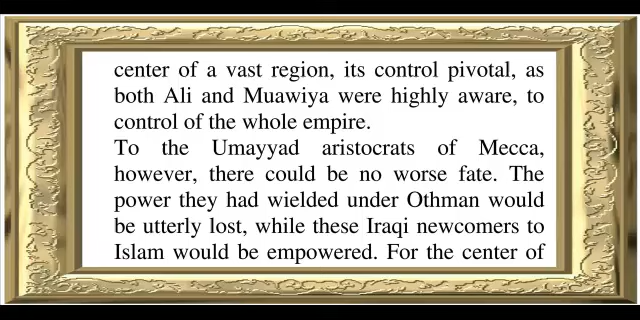 center of a vast region, its control pivotal, as
both Ali and Muawiya were highly aware, to
control of the whole empire.
To the Umayyad aristocrats of Mecca,
however, there could be no worse fate. The
power they had wielded under Othman would
be utterly lost, while these Iraqi newcomers to
Islam would be empowered. For the center of